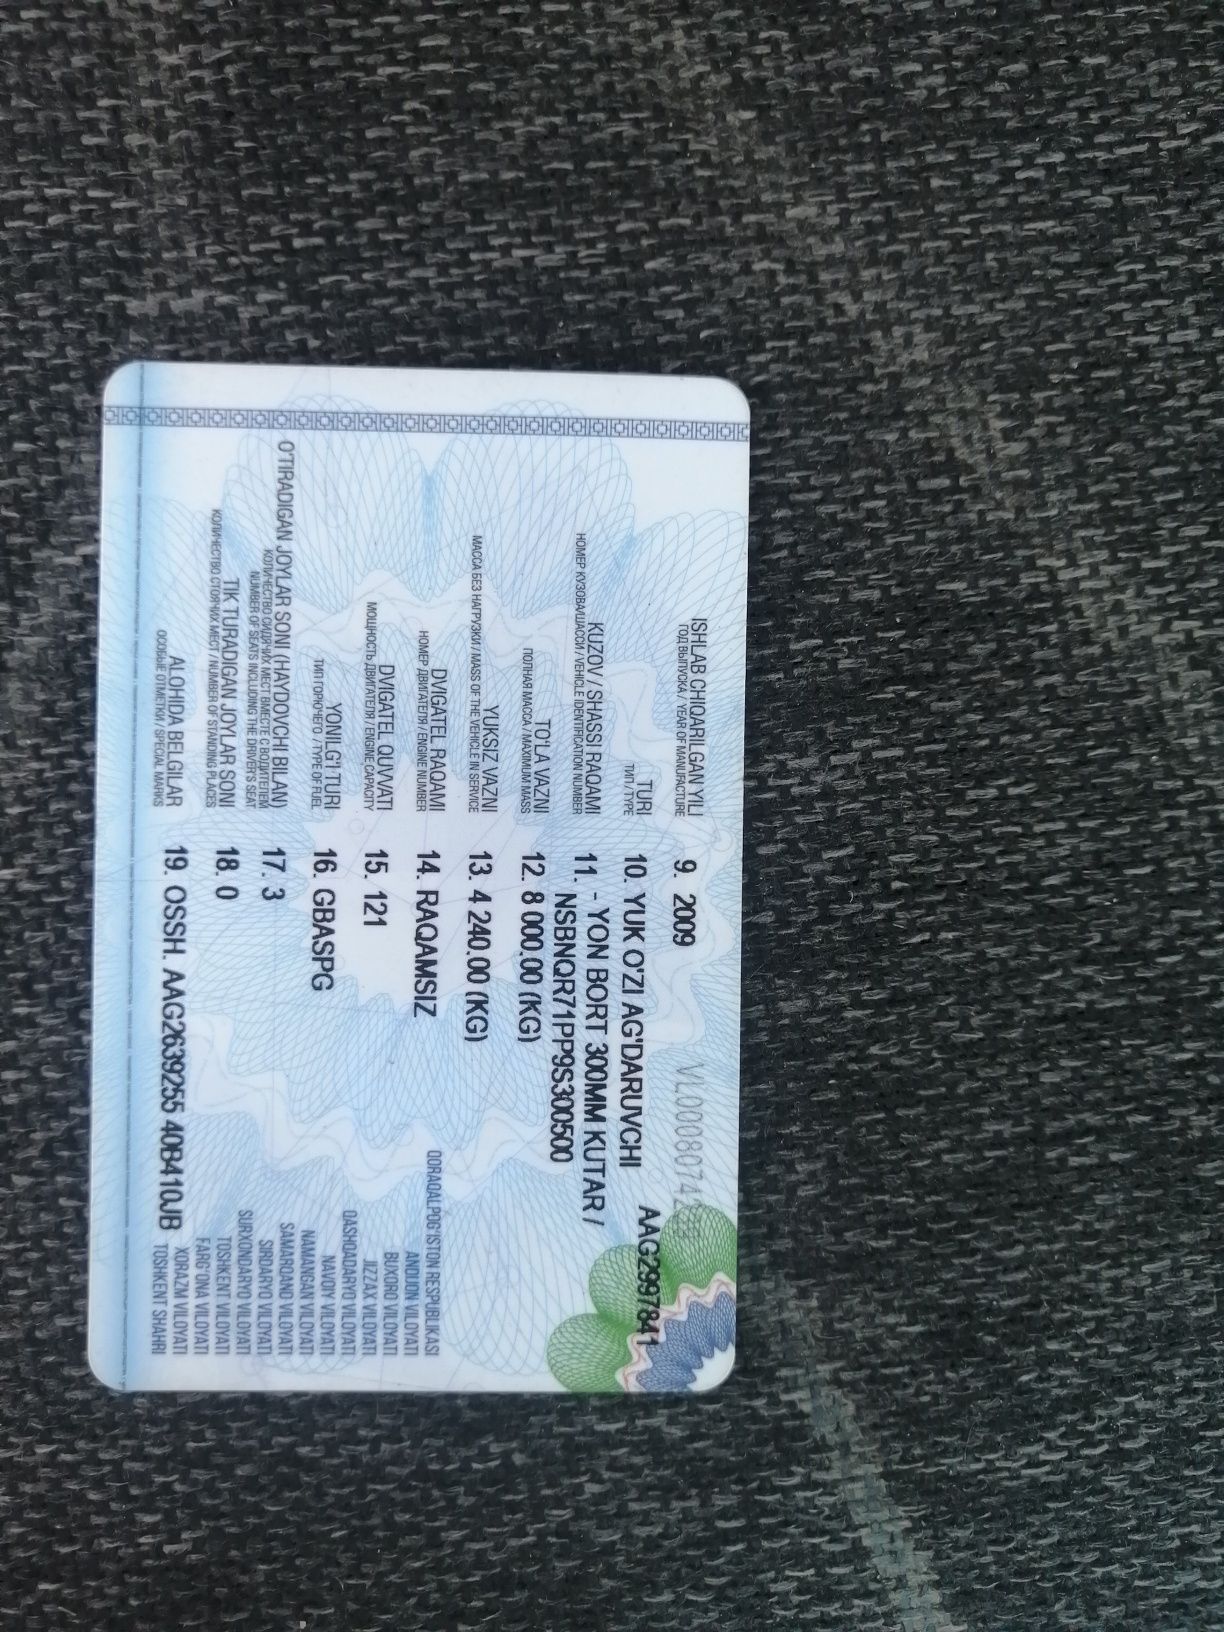 VL00080742
AAG2997841
ISHLAB CHIQARILGAN YILI 9. 2009
ГОД ВЫПУСКА / YEAR OF MANUFACTURE
TURI 10. YUK O'ZI AG'DARUVCHI
ТИП / TYPE
- YON BORT 300MM KUTAR /
KUZOV / SHASSI RAQAMI 11. NSBNQR71PP9S300500
НОМЕР КУЗОВА/ШАССИ / VEHICLE IDENTIFICATION NUMBER
TO'LA VAZNI 12. 8 000.00 (KG)
ПОЛНАЯ МАССА / MAXIMUM MASS
YUKSIZ VAZNI 13. 4 240.00 (KG)
МАССА БЕЗ НАГРУЗКИ / MASS OF THE VEHICLE IN SERVICE
DVIGATEL RAQAMI 14. RAQAMSIZ
НОМЕР ДВИГАТЕЛЯ / ENGINE NUMBER
DVIGATEL QUVVATI 15. 121
МОЩНОСТЬ ДВИГАТЕЛЯ / ENGINE CAPACITY
YONILG'I TURI 16. GBASPG
ТИП ГОРЮЧЕГО / TYPE OF FUEL
O'TIRADIGAN JOYLAR SONI (HAYDOVCHI BILAN) 17. 3
КОЛИЧЕСТВО СИДЯЧИХ МЕСТ ВМЕСТЕ С ВОДИТЕЛЕМ
NUMBER OF SEATS INCLUDING THE DRIVER'S SEAT
TIK TURADIGAN JOYLAR SONI 18. 0
КОЛИЧЕСТВО СТОЯЧИХ МЕСТ / NUMBER OF STANDING PLACES
ALOHIDA BELGILAR 19. OSSH. AAG2639255 40B410JB
ОСОБЫЕ ОТМЕТКИ / SPECIAL MARKS
QORAQALPOG'ISTON RESPUBLIKASI
ANDIJON VILOYATI
BUXORO VILOYATI
JIZZAX VILOYATI
QASHQADARYO VILOYATI
NAVOIY VILOYATI
NAMANGAN VILOYATI
SAMARQAND VILOYATI
SIRDARYO VILOYATI
SURXONDARYO VILOYATI
TOSHKENT VILOYATI
FARG'ONA VILOYATI
XORAZM VILOYATI
TOSHKENT SHAHRI